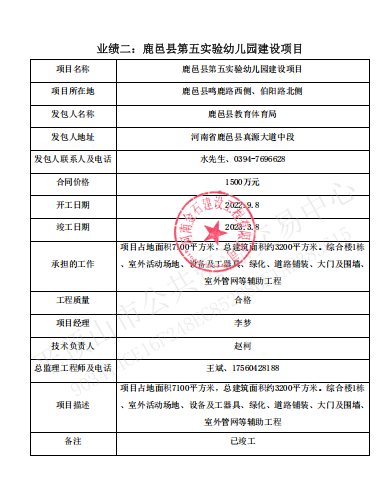 业绩二：鹿邑县第五实验幼儿园建设项目
项目名称 鹿邑县第五实验幼儿园建设项目
项目所在地 鹿邑县鸣鹿路西侧、伯阳路北侧
发包人名称 鹿邑县教育体育局
发包人地址 河南省鹿邑县真源大道中段
发包人联系人及电话 水先生、0394-7696628
合同价格 1500万元
开工日期 2022.9.8
竣工日期 2023.3.8
项目占地面积7100平方米，总建筑面积约3200平方米。综合楼1栋
承担的工作 、室外活动场地、设备及工器具、绿化、道路铺装、大门及围墙、
室外管网等辅助工程
工程质量 合格
项目经理 李梦
技术负责人 赵柯
总监理工程师及电话 王斌、17560428188
项目占地面积7100平方米，总建筑面积约3200平方米。综合楼1栋
项目描述 、室外活动场地、设备及工器具、绿化、道路铺装、大门及围墙、
室外管网等辅助工程
备注 已竣工